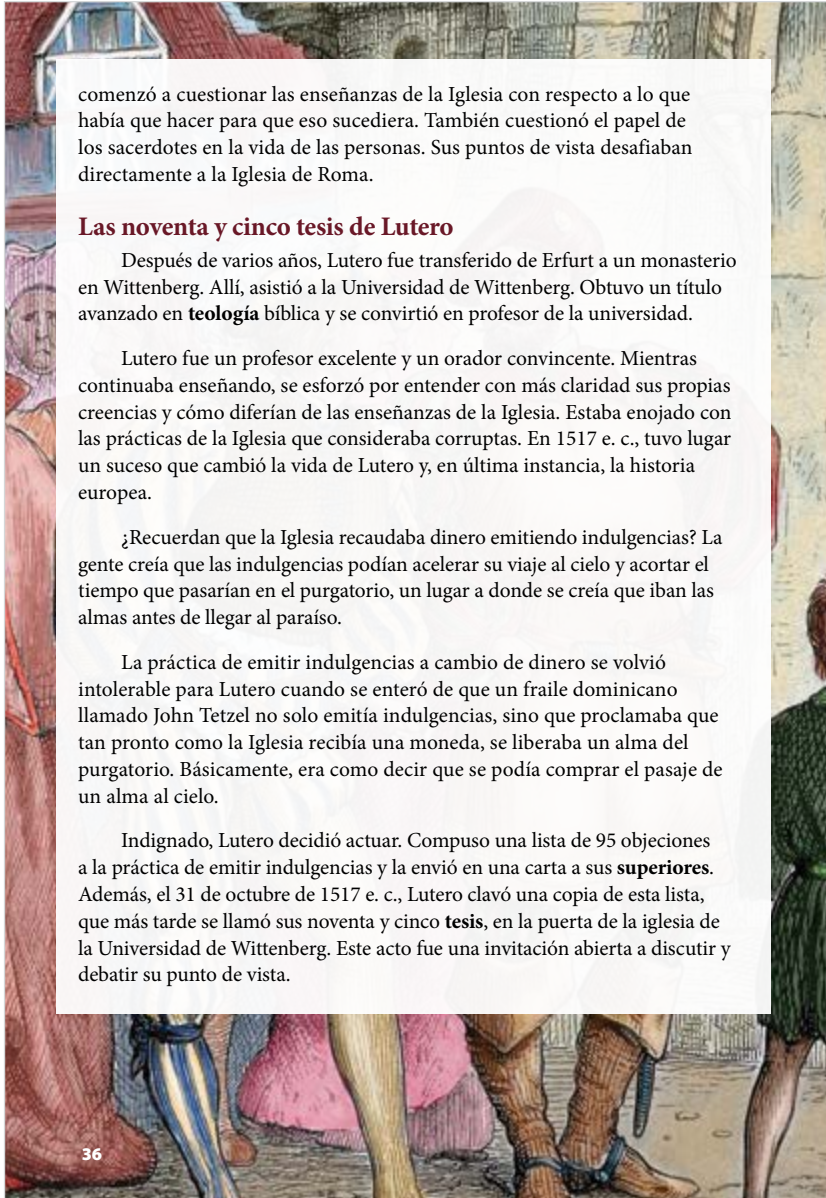 comenzó a cuestionar las enseñanzas de la Iglesia con respecto a lo que
había que hacer para que eso sucediera. También cuestionó el papel de
los sacerdotes en la vida de las personas. Sus puntos de vista desafiaban
directamente a la Iglesia de Roma.
Las noventa y cinco tesis de Lutero
Después de varios años, Lutero fue transferido de Erfurt a un monasterio
en Wittenberg. Allí, asistió a la Universidad de Wittenberg. Obtuvo un título
avanzado en teología bíblica y se convirtió en profesor de la universidad.
Lutero fue un profesor excelente y un orador convincente. Mientras
continuaba enseñando, se esforzó por entender con más claridad sus propias
creencias y cómo diferían de las enseñanzas de la Iglesia. Estaba enojado con
las prácticas de la Iglesia que consideraba corruptas. En 1517 e. c., tuvo lugar
un suceso que cambió la vida de Lutero y, en última instancia, la historia
europea.
¿Recuerdan que la Iglesia recaudaba dinero emitiendo indulgencias? La
gente creía que las indulgencias podían acelerar su viaje al cielo y acortar el
tiempo que pasarían en el purgatorio, un lugar a donde se creía que iban las
almas antes de llegar al paraíso.
La práctica de emitir indulgencias a cambio de dinero se volvió
intolerable para Lutero cuando se enteró de que un fraile dominicano
llamado John Tetzel no solo emitía indulgencias, sino que proclamaba que
tan pronto como la Iglesia recibía una moneda, se liberaba un alma del
purgatorio. Básicamente, era como decir que se podía comprar el pasaje de
un alma al cielo.
Indignado, Lutero decidió actuar. Compuso una lista de 95 objeciones
a la práctica de emitir indulgencias y la envió en una carta a sus superiores.
Además, el 31 de octubre de 1517 e. c., Lutero clavó una copia de esta lista,
que más tarde se llamó sus noventa y cinco tesis, en la puerta de la iglesia de
la Universidad de Wittenberg. Este acto fue una invitación abierta a discutir y
debatir su punto de vista.
36